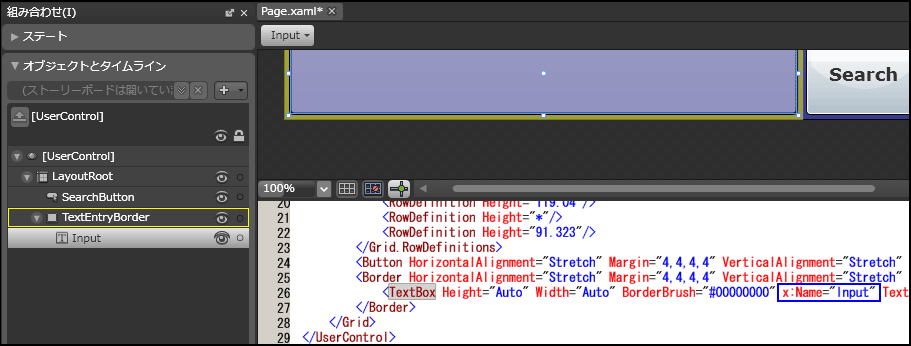 組み合わせ(I)
ステート
オブジェクトとタイムライン
(ストーリーボードは開いてい
[UserControl]
[UserControl]
LayoutRoot
SearchButton
TextEntryBorder
Input
Page.xaml*
Input
Search
100%
20 <RowDefinition Height="119.04"/>
21 <RowDefinition Height="*"/>
22 <RowDefinition Height="91.323"/>
23 </Grid.RowDefinitions>
24 <Button HorizontalAlignment="Stretch" Margin="4,4,4,4" VerticalAlignment="Stretch"
25 <Border HorizontalAlignment="Stretch" Margin="4,4,4,4" VerticalAlignment="Stretch"
26 <TextBox Height="Auto" Width="Auto" BorderBrush="#00000000" x:Name="Input" Text
27 </Border>
28 </Grid>
29 </UserControl>